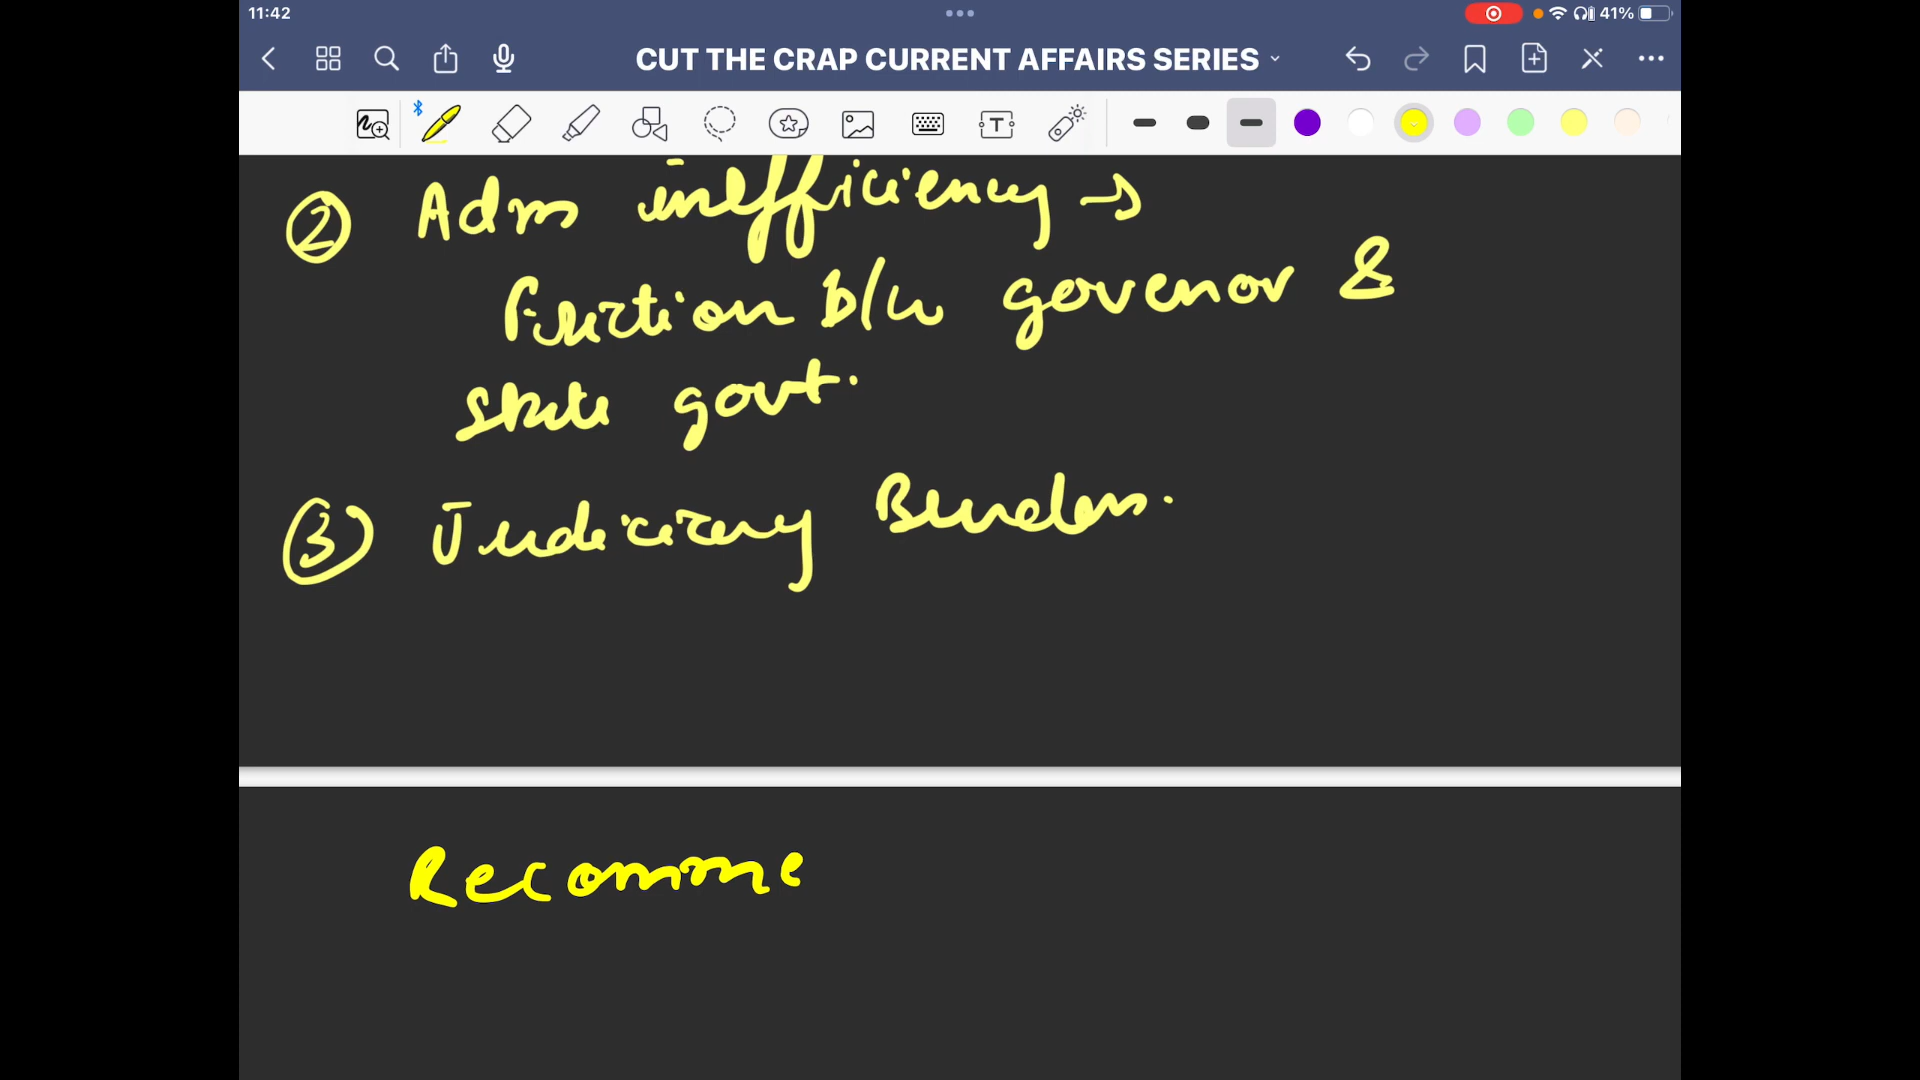 11:42
41%
CUT THE CRAP CURRENT AFFAIRS SERIES
② Adm inefficiency →
friction b/w govenor &
state govt.
③ Judiciary Burden.
Recomme